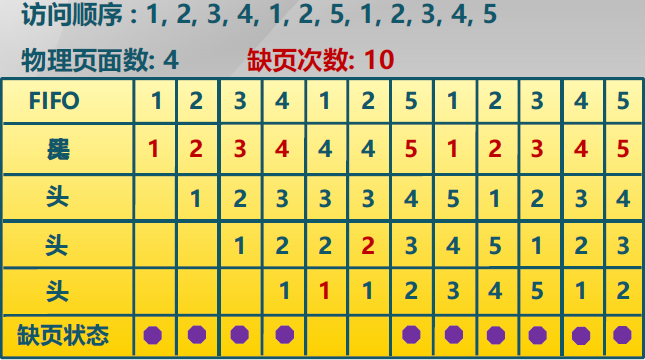 访问顺序 : 1, 2, 3, 4, 1, 2, 5, 1, 2, 3, 4, 5
物理页面数: 4 缺页次数: 10
FIFO 1 2 3 4 1 2 5 1 2 3 4 5
1 2 3 4 4 4 5 1 2 3 4 5
头 1 2 3 3 3 4 5 1 2 3 4
头 1 2 2 2 3 4 5 1 2 3
头 1 1 1 2 3 4 5 1 2
缺页状态